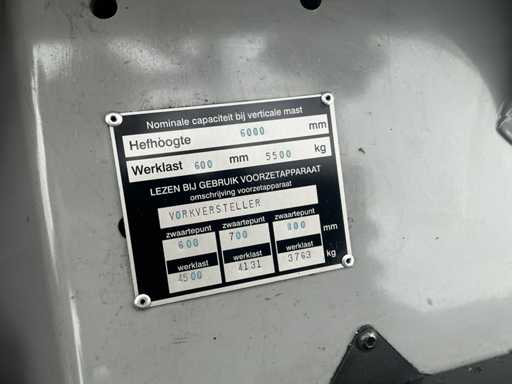 Nominale capaciteit bij verticale mast
Hefhoogte 6000 mm
Werklast 600 mm 5500 kg
LEZEN BIJ GEBRUIK VOORZETAPPARAAT
omschrijving voorzetapparaat
VORKVERSTELLER
zwaartepunt zwaartepunt zwaartepunt
600 700 800 mm
werklast werklast werklast
4500 4131 3763 kg